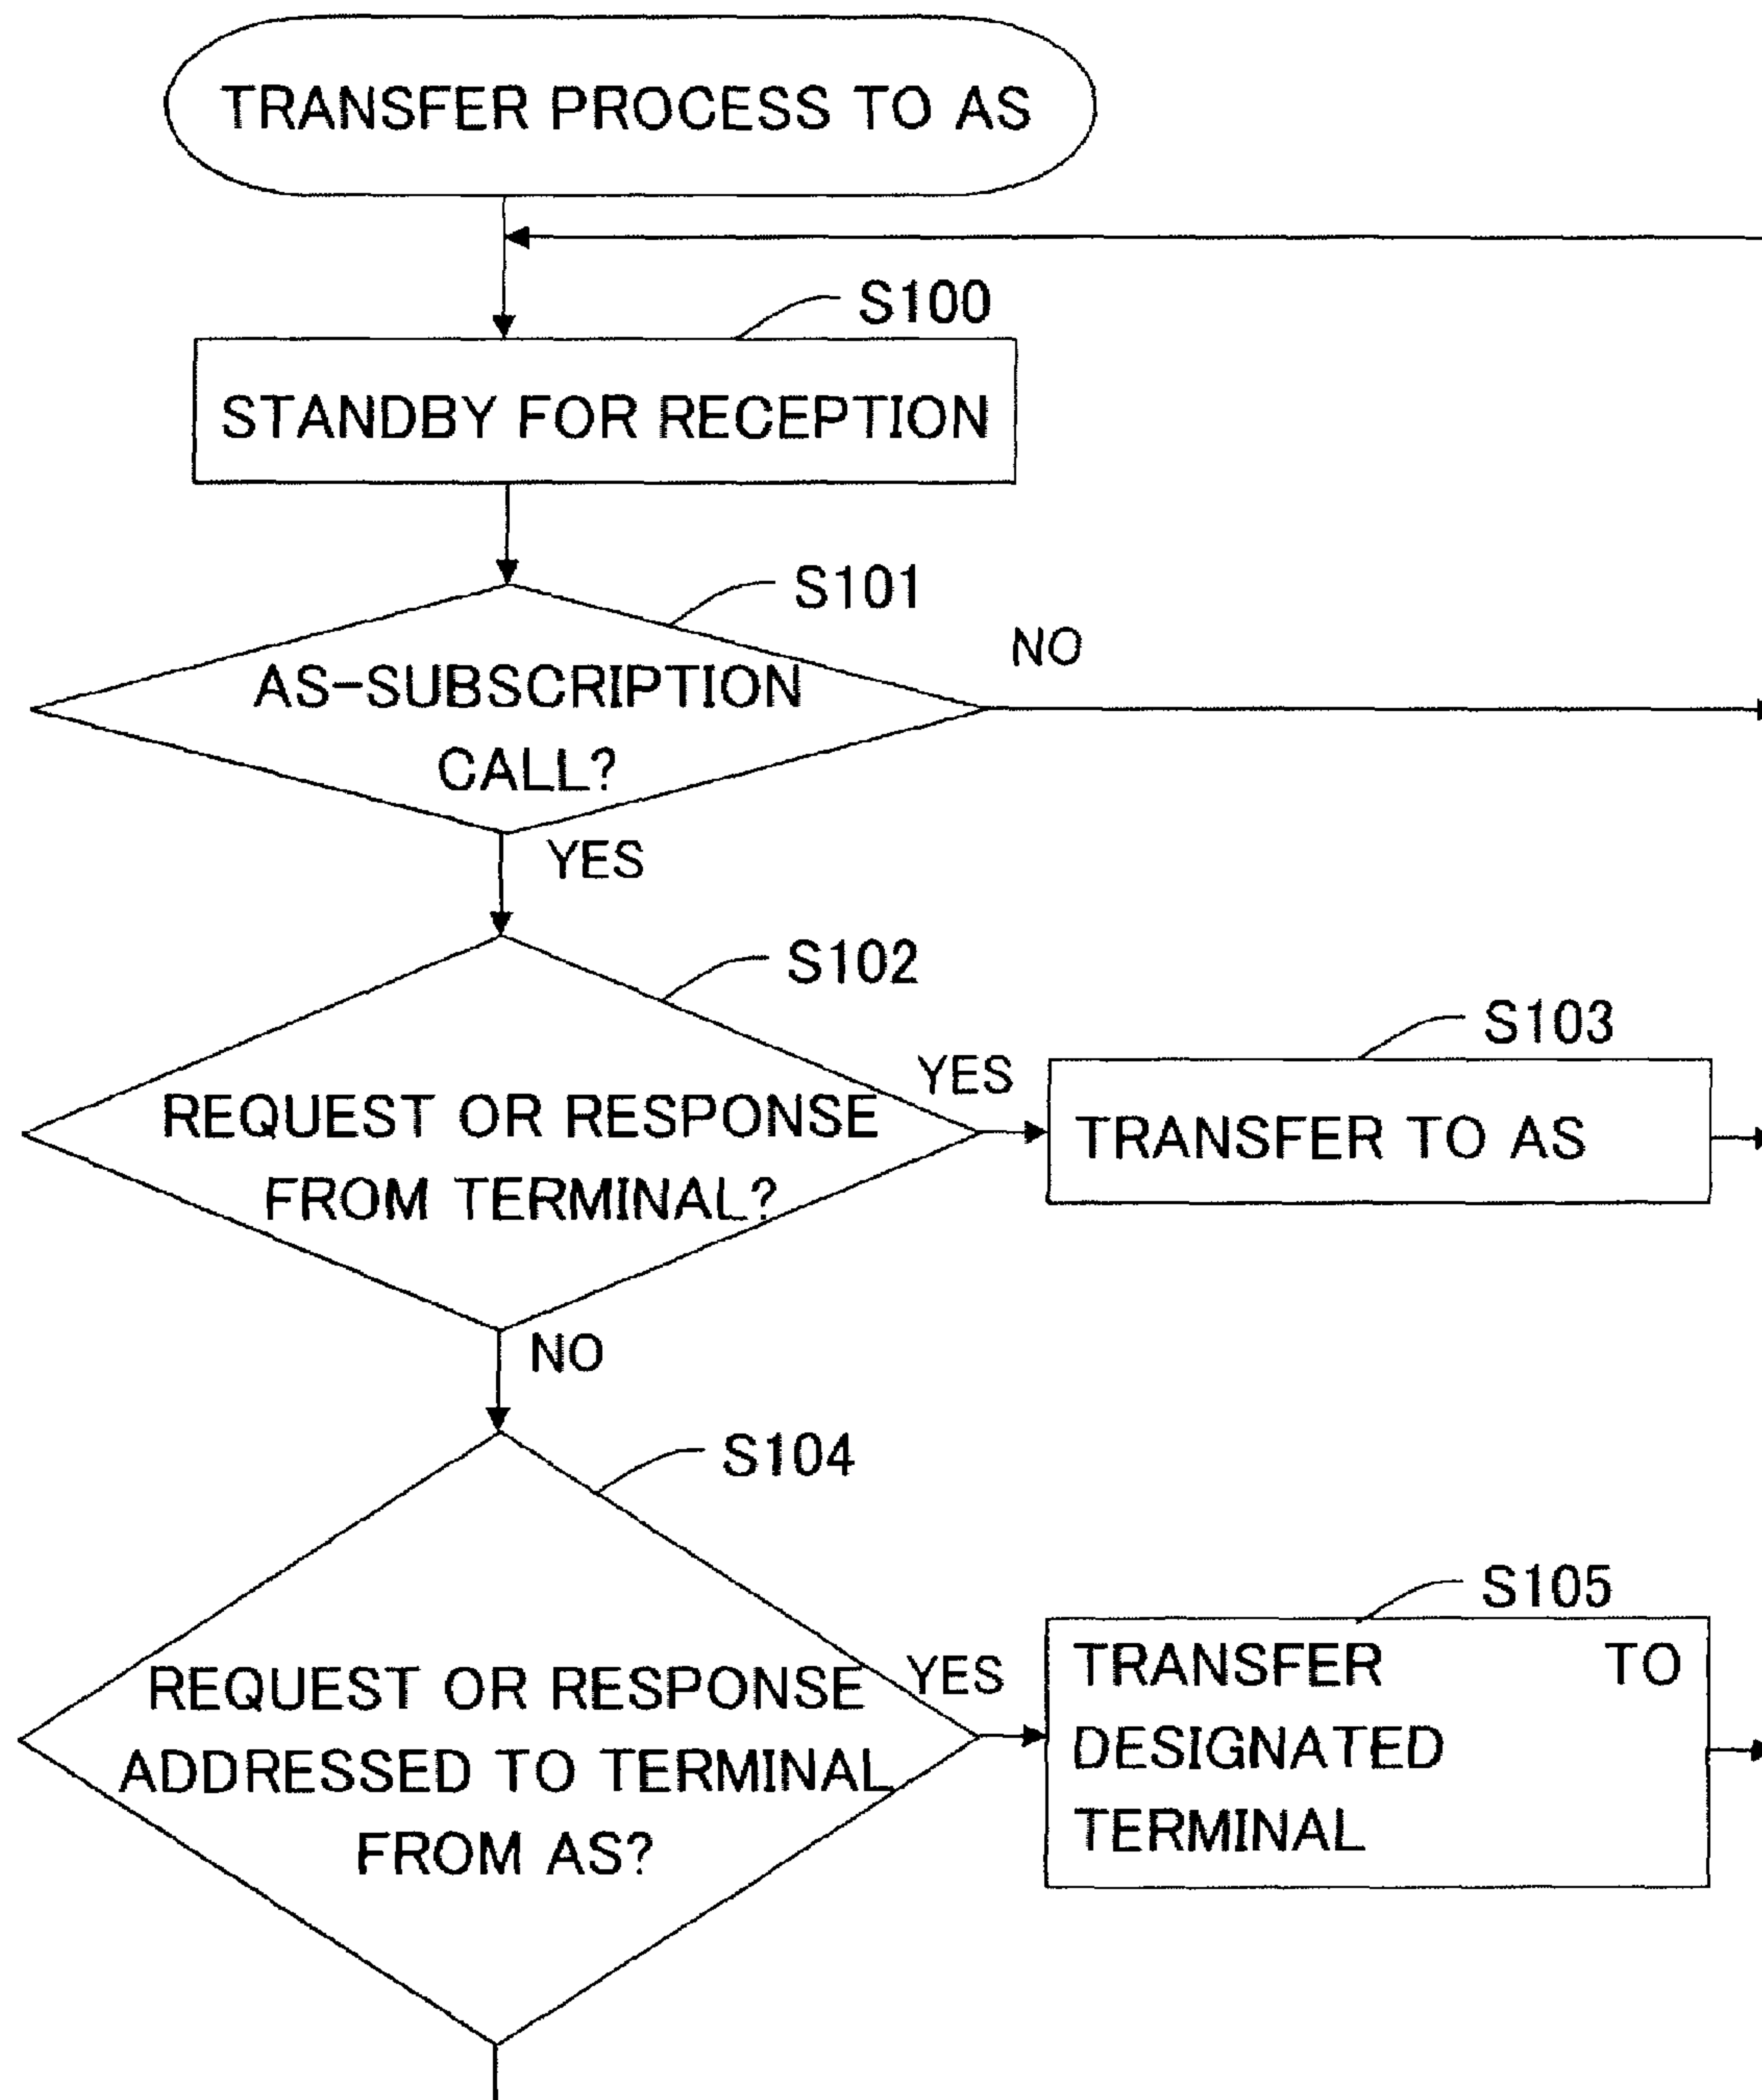 TRANSFER PROCESS TO AS
S100
STANDBY FOR RECEPTION
S101
AS-SUBSCRIPTION
CALL?
NO
YES
S102
REQUEST OR RESPONSE
FROM TERMINAL?
YES
S103
TRANSFER TO AS
NO
S104
REQUEST OR RESPONSE
ADDRESSED TO TERMINAL
FROM AS?
YES
S105
TRANSFER TO
DESIGNATED
TERMINAL